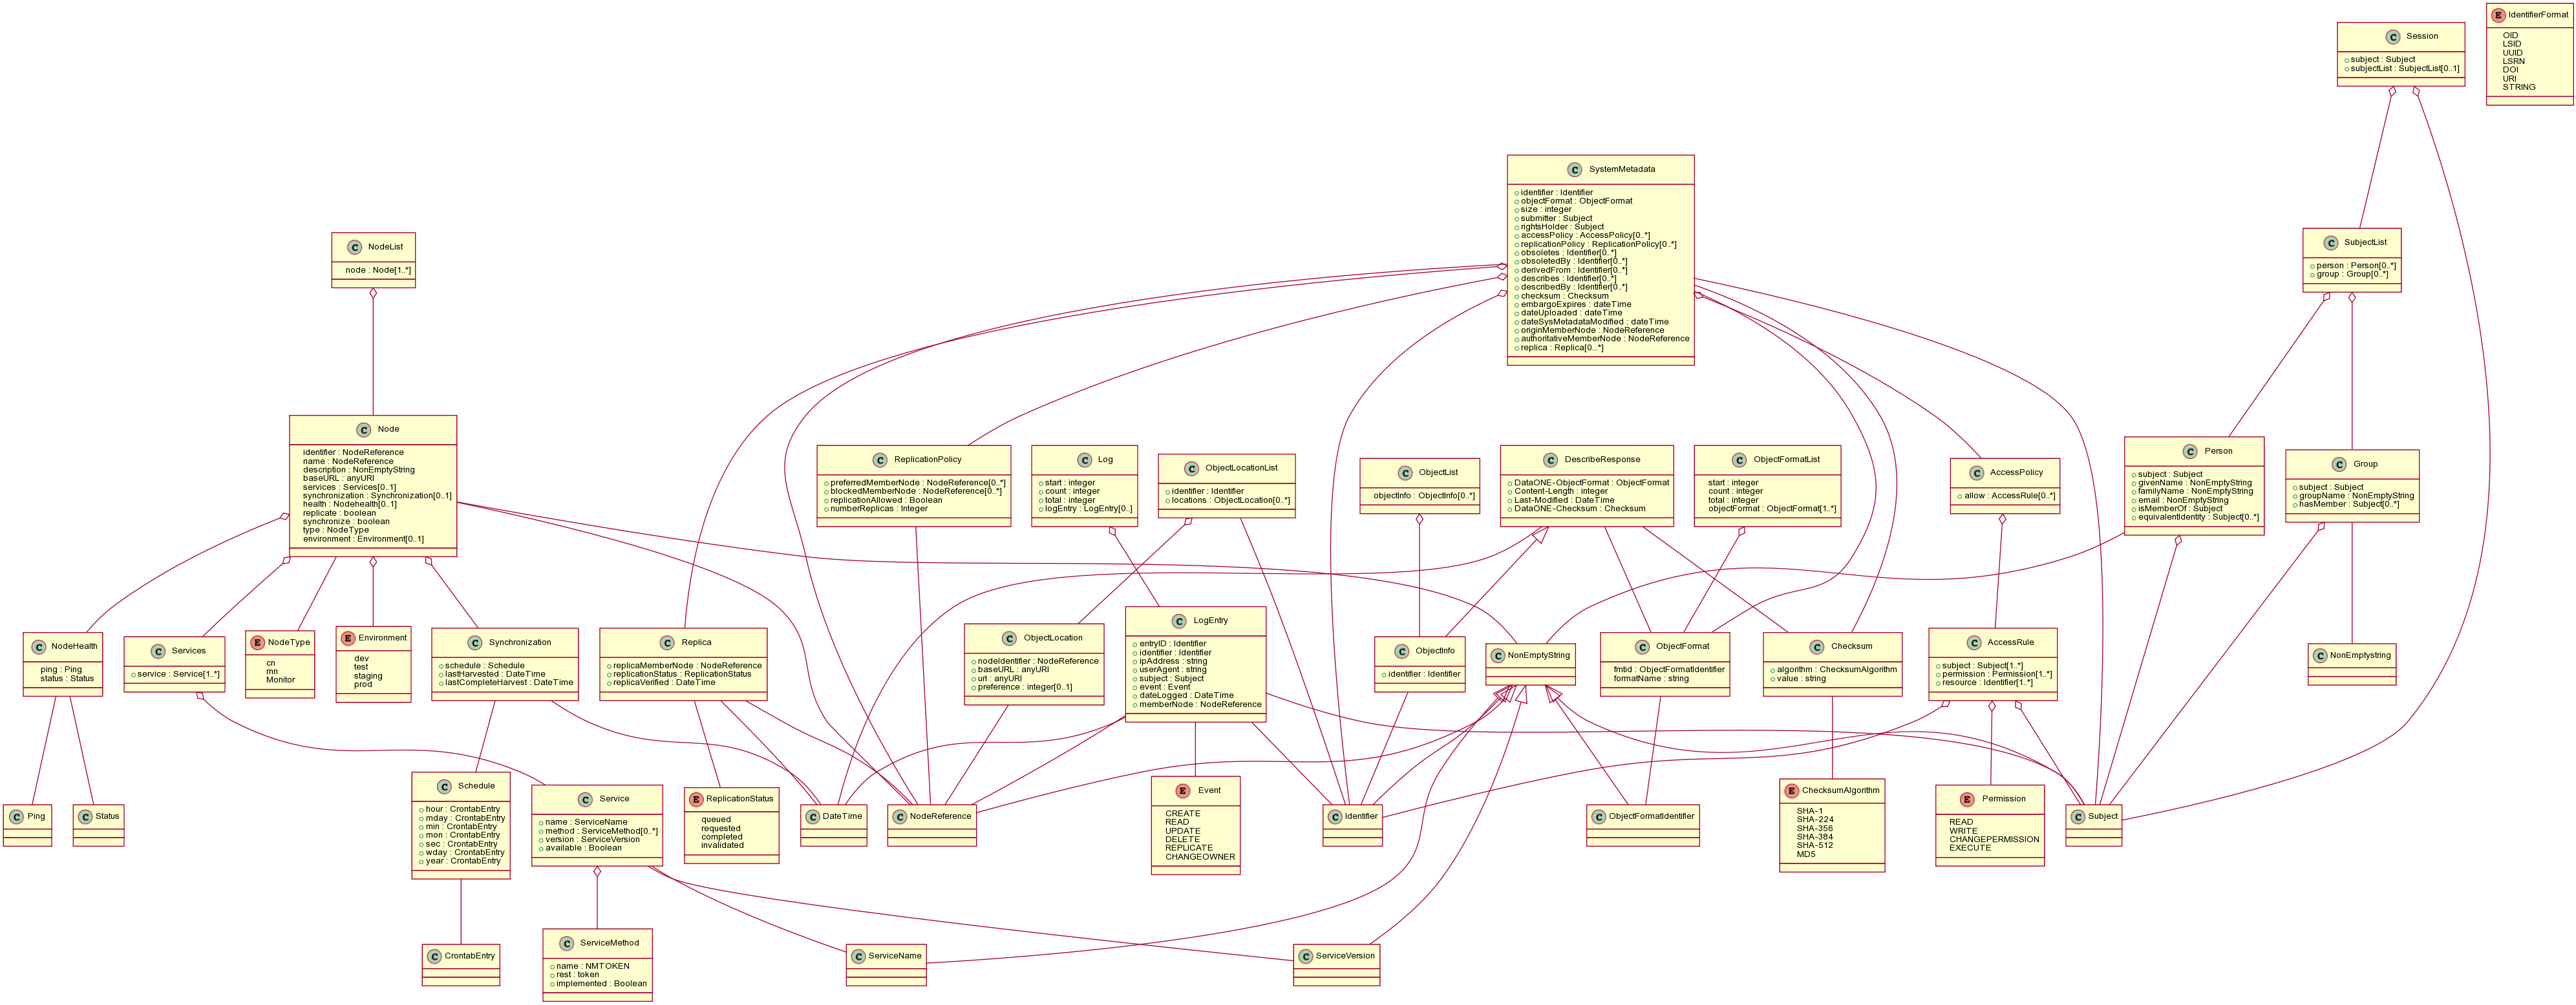 E IdentifierFormat
OID
LSID
UUID
LSRN
DOI
URI
STRING
C Session
subject : Subject
subjectList : SubjectList[0..1]
C SystemMetadata
identifier : Identifier
objectFormat : ObjectFormat
size : integer
submitter : Subject
rightsHolder : Subject
accessPolicy : AccessPolicy[0..*]
replicationPolicy : ReplicationPolicy[0..*]
obsoletes : Identifier[0..*]
obsoletedBy : Identifier[0..*]
derivedFrom : Identifier[0..*]
describes : Identifier[0..*]
describedBy : Identifier[0..*]
checksum : Checksum
embargoExpires : dateTime
dateUploaded : dateTime
dateSysMetadataModified : dateTime
originMemberNode : NodeReference
authoritativeMemberNode : NodeReference
replica : Replica[0...*]
C NodeList
node : Node[1..*]
C SubjectList
person : Person[0..*]
group : Group[0..*]
C Node
identifier : NodeReference
name : NodeReference
description : NonEmptyString
baseURL : anyURI
services : Services[0..1]
synchronization : Synchronization[0..1]
health : Nodehealth[0..1]
replicate : boolean
synchronize : boolean
type : NodeType
environment : Environment[0..1]
C ReplicationPolicy
preferredMemberNode : NodeReference[0..*]
blockedMemberNode : NodeReference[0..*]
replicationAllowed : Boolean
numberReplicas : Integer
C Log
start : integer
count : integer
total : integer
logEntry : LogEntry[0..]
C ObjectLocationList
identifier : Identifier
locations : ObjectLocation[0..*]
C ObjectList
objectInfo : ObjectInfo[0..*]
C DescribeResponse
DataONE-ObjectFormat : ObjectFormat
Content-Length : integer
Last-Modified : DateTime
DataONE-Checksum : Checksum
C ObjectFormatList
start : integer
count : integer
total : integer
objectFormat : ObjectFormat[1..*]
C AccessPolicy
allow : AccessRule[0..*]
C Person
subject : Subject
givenName : NonEmptyString
familyName : NonEmptyString
email : NonEmptyString
isMemberOf : Subject
equivalentIdentity : Subject[0..*]
C Group
subject : Subject
groupName : NonEmptyString
hasMember : Subject[0..*]
C NodeHealth
ping : Ping
status : Status
C Services
service : Service[1..*]
E NodeType
cn
mn
Monitor
E Environment
dev
test
staging
prod
C Synchronization
schedule : Schedule
lastHarvested : DateTime
lastCompleteHarvest : DateTime
C Replica
replicaMemberNode : NodeReference
replicationStatus : ReplicationStatus
replicaVerified : DateTime
C ObjectLocation
nodeIdentifier : NodeReference
baseURL : anyURI
url : anyURI
preference : integer[0..1]
C LogEntry
entryID : Identifier
identifier : Identifier
ipAddress : string
userAgent : string
subject : Subject
event : Event
dateLogged : DateTime
memberNode : NodeReference
C ObjectInfo
identifier : Identifier
C NonEmptyString
C ObjectFormat
fmtid : ObjectFormatIdentifier
formatName : string
C Checksum
algorithm : ChecksumAlgorithm
value : string
C AccessRule
subject : Subject[1..*]
permission : Permission[1..*]
resource : Identifier[1..*]
C NonEmptystring
C Ping
C Status
C Schedule
hour : CrontabEntry
mday : CrontabEntry
min : CrontabEntry
mon : CrontabEntry
sec : CrontabEntry
wday : CrontabEntry
year : CrontabEntry
C Service
name : ServiceName
method : ServiceMethod[0..*]
version : ServiceVersion
available : Boolean
E ReplicationStatus
queued
requested
completed
invalidated
C DateTime
C NodeReference
E Event
CREATE
READ
UPDATE
DELETE
REPLICATE
CHANGEOWNER
C Identifier
C ObjectFormatIdentifier
E ChecksumAlgorithm
SHA-1
SHA-224
SHA-356
SHA-384
SHA-512
MD5
E Permission
READ
WRITE
CHANGEPERMISSION
EXECUTE
C Subject
C CrontabEntry
C ServiceMethod
name : NMTOKEN
rest : token
implemented : Boolean
C ServiceName
C ServiceVersion